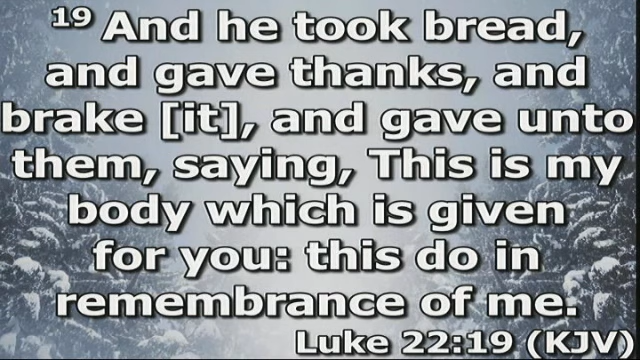 19 And he took bread,
and gave thanks, and
brake [it], and gave unto
them, saying, This is my
body which is given
for you: this do in
remembrance of me.
Luke 22:19 (KJV)